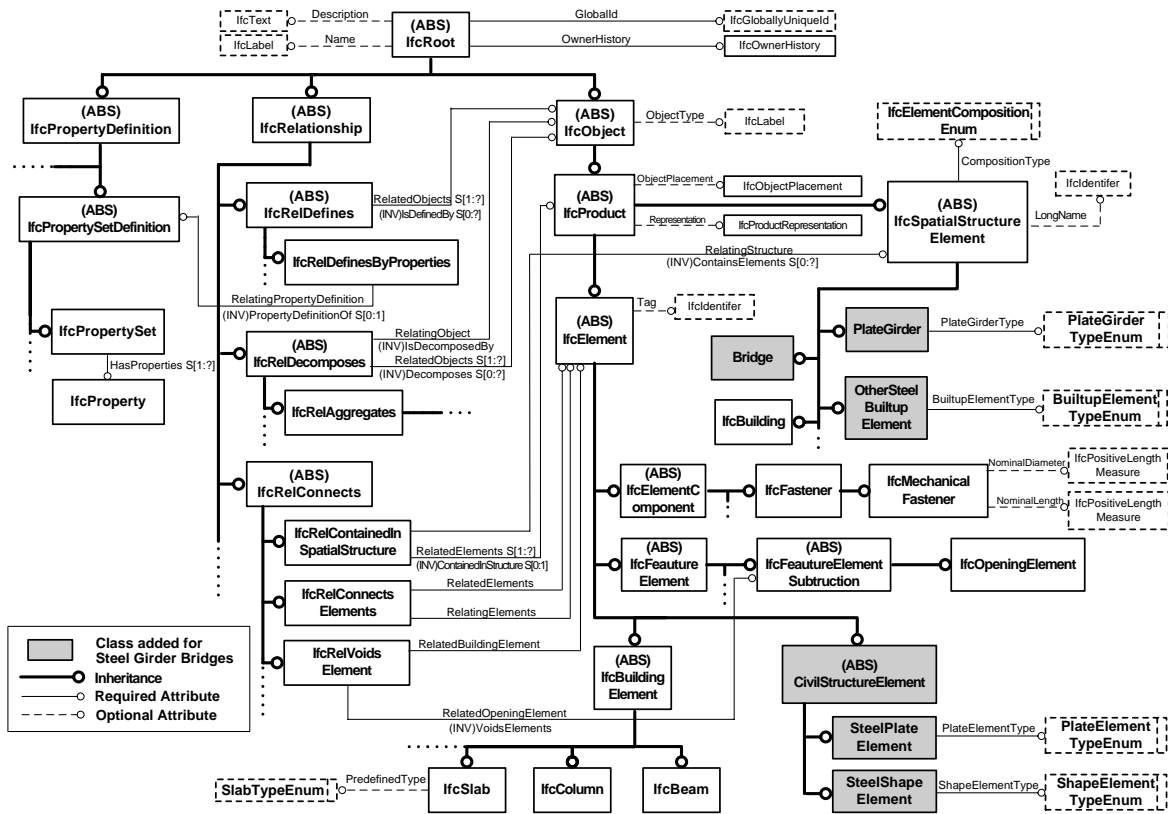 IfcText
Description
(ABS)
IfcRoot
GlobalId
IfcGloballyUniqueId
IfcLabel
Name
OwnerHistory
IfcOwnerHistory
(ABS)
IfcPropertyDefinition
(ABS)
IfcRelationship
(ABS)
IfcObject
ObjectType
IfcLabel
IfcElementComposition
Enum
CompositionType
(ABS)
IfcPropertySetDefinition
(ABS)
IfcRelDefines
RelatedObjects S[1:?]
(INV)IsDefinedBy S[0:?]
(ABS)
IfcProduct
ObjectPlacement
IfcObjectPlacement
Representation
IfcProductRepresentation
(ABS)
IfcSpatialStructure
Element
IfcIdentifer
LongName
IfcRelDefinesByProperties
RelatingStructure
(INV)ContainsElements S[0:?]
RelatingPropertyDefinition
(INV)PropertyDefinitionOf S[0:1]
IfcPropertySet
HasProperties S[1:?]
IfcProperty
(ABS)
IfcRelDecomposes
RelatingObject
(INV)IsDecomposedBy
RelatedObjects S[1:?]
(INV)Decomposes S[0:?]
IfcRelAggregates
(ABS)
IfcElement
Tag
IfcIdentifer
PlateGirder
PlateGirderType
PlateGirder
TypeEnum
Bridge
OtherSteel
Builtup
Element
BuiltupElementType
BuiltupElement
TypeEnum
IfcBuilding
(ABS)
IfcRelConnects
(ABS)
IfcElementC
omponent
IfcFastener
IfcMechanical
Fastener
NominalDiameter
IfcPositiveLength
Measure
NominalLength
IfcPositiveLength
Measure
IfcRelContainedIn
SpatialStructure
RelatedElements S[1:?]
(INV)ContainedInStructure S[0:1]
(ABS)
IfcFeauture
Element
(ABS)
IfcFeautureElement
Subtruction
IfcOpeningElement
IfcRelConnects
Elements
RelatedElements
RelatingElements
IfcRelVoids
Element
RelatedBuildingElement
RelatedOpeningElement
(INV)VoidsElements
(ABS)
IfcBuilding
Element
(ABS)
CivilStructureElement
Class added for
Steel Girder Bridges
Inheritance
Required Attribute
Optional Attribute
SteelPlate
Element
PlateElementType
PlateElement
TypeEnum
SlabTypeEnum
PredefinedType
IfcSlab
IfcColumn
IfcBeam
SteelShape
Element
ShapeElementType
ShapeElement
TypeEnum